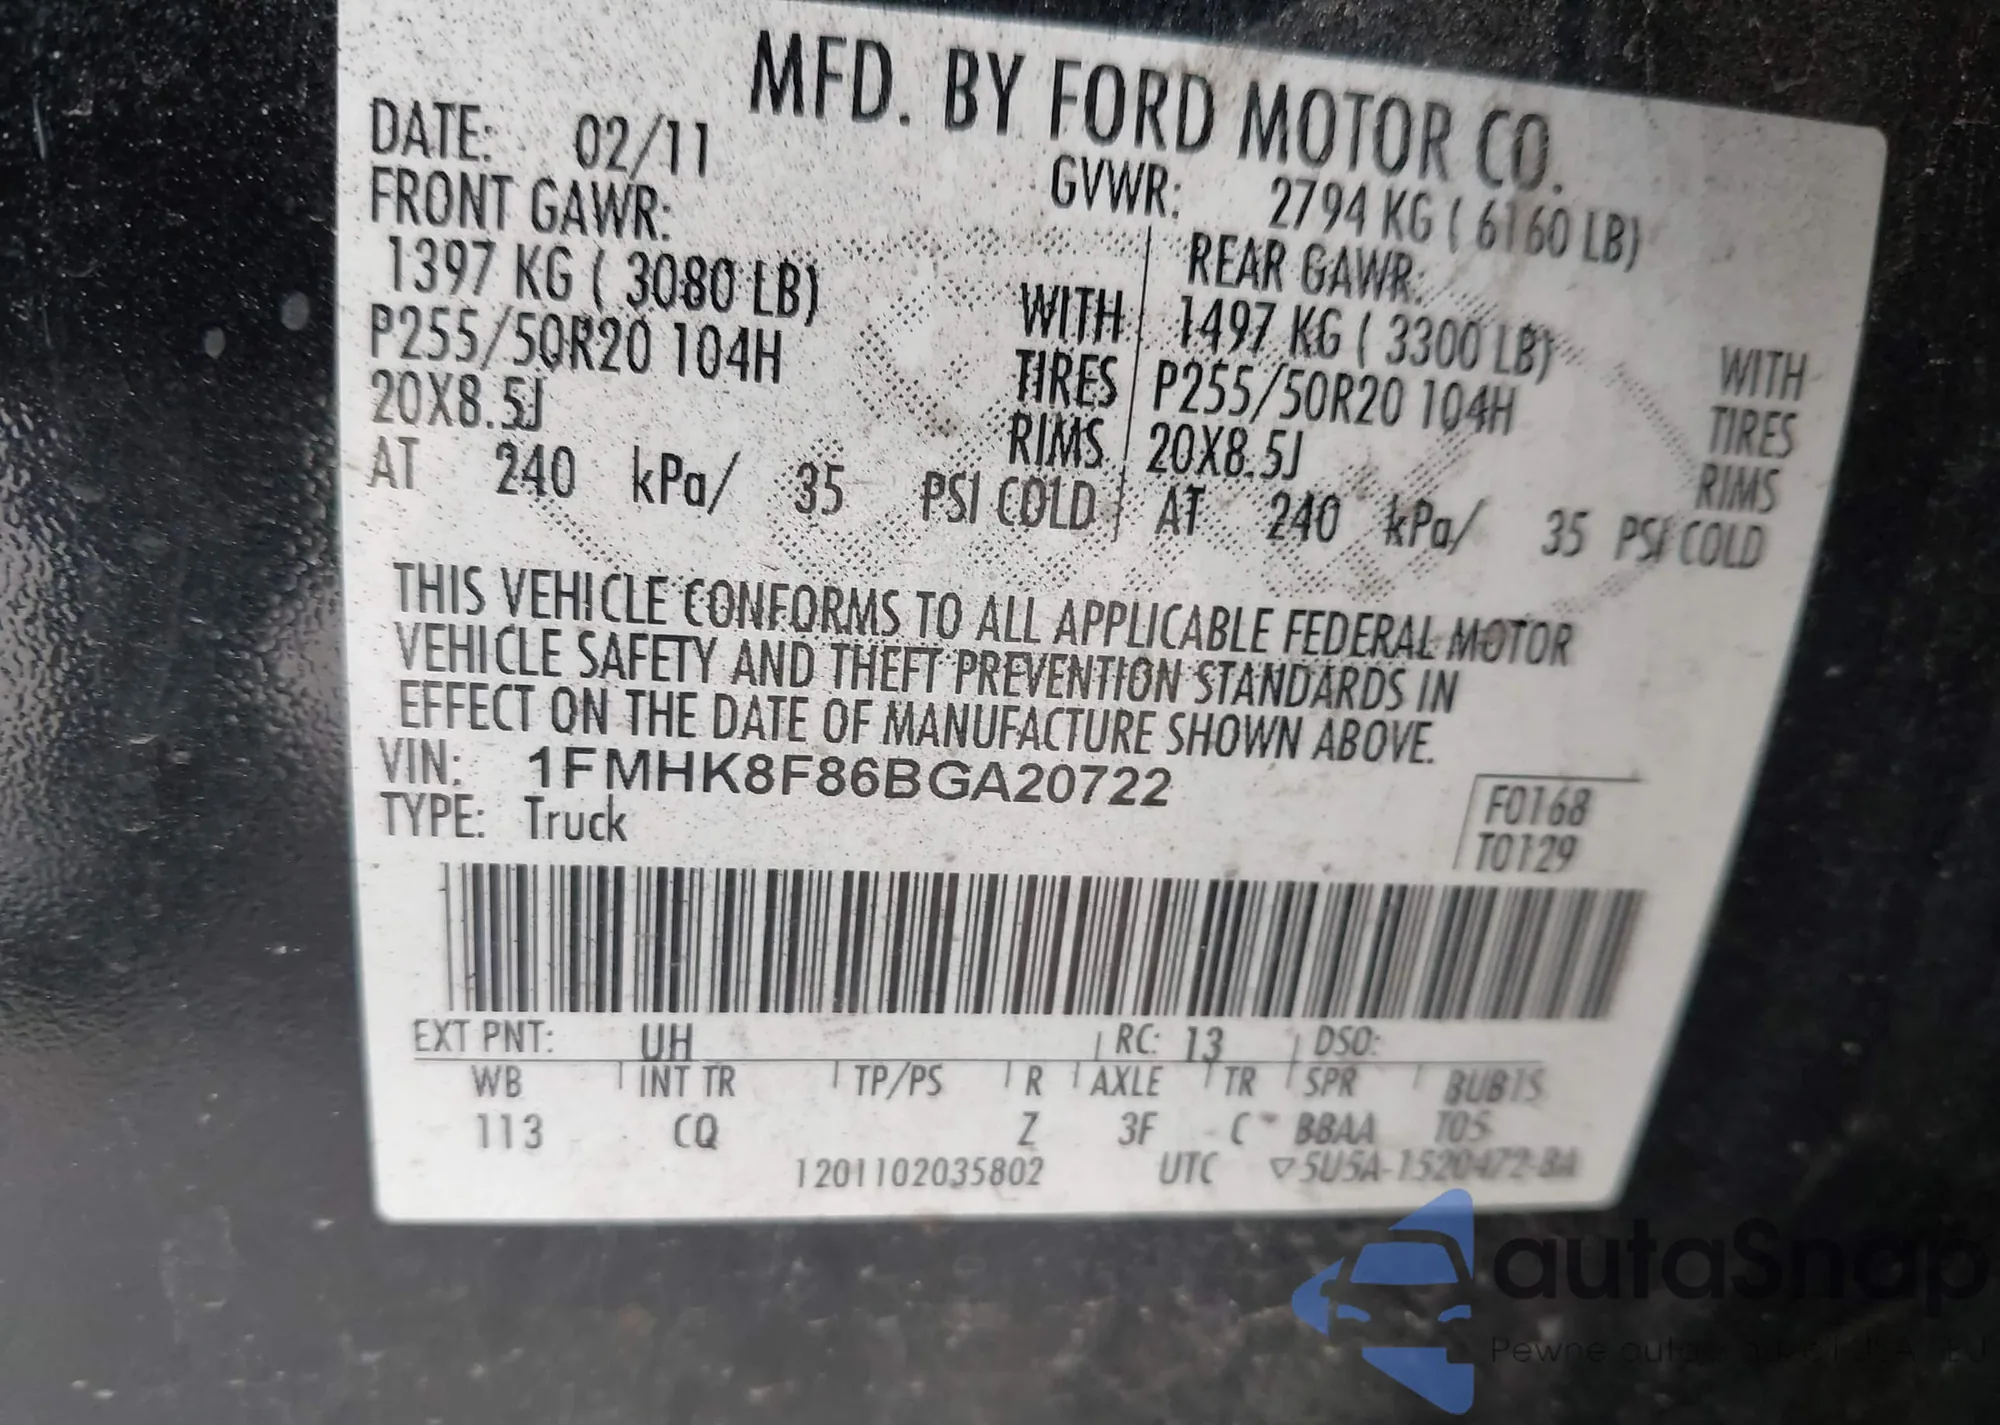 MFD. BY FORD MOTOR CO.
DATE: 02/11 GVWR: 2794 KG ( 6160 LB)
FRONT GAWR: REAR GAWR:
1397 KG ( 3080 LB) WITH 1497 KG ( 3300 LB) WITH
P255/50R20 104H TIRES P255/50R20 104H TIRES
20X8.5J RIMS 20X8.5J RIMS
AT 240 kPa/ 35 PSI COLD AT 240 kPa/ 35 PSI COLD
THIS VEHICLE CONFORMS TO ALL APPLICABLE FEDERAL MOTOR
VEHICLE SAFETY AND THEFT PREVENTION STANDARDS IN
EFFECT ON THE DATE OF MANUFACTURE SHOWN ABOVE.
VIN: 1FMHK8F86BGA20722
TYPE: Truck
F0168
T0129
EXT PNT: UH RC: 13 DSO:
WB INT TR TP/PS R AXLE TR SPR
113 CQ Z 3F C BBAA
1201102035802 UTC ▽5U5A-1520472-BA
autaSnap
Pewne